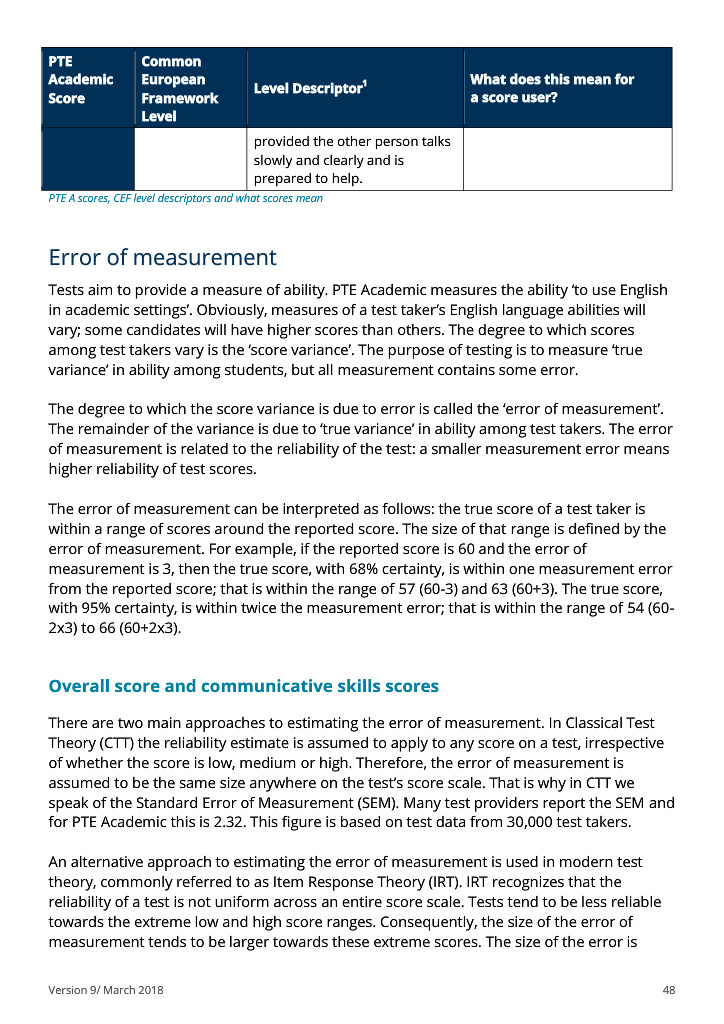 PTE
Academic
Score
Common
European
Framework
Level
Level Descriptor1
What does this mean for
a score user?
provided the other person talks
slowly and clearly and is
prepared to help.
PTE A scores, CEF level descriptors and what scores mean
Error of measurement
Tests aim to provide a measure of ability. PTE Academic measures the ability ‘to use English
in academic settings’. Obviously, measures of a test taker’s English language abilities will
vary; some candidates will have higher scores than others. The degree to which scores
among test takers vary is the ‘score variance’. The purpose of testing is to measure ‘true
variance’ in ability among students, but all measurement contains some error.
The degree to which the score variance is due to error is called the ‘error of measurement’.
The remainder of the variance is due to ‘true variance’ in ability among test takers. The error
of measurement is related to the reliability of the test: a smaller measurement error means
higher reliability of test scores.
The error of measurement can be interpreted as follows: the true score of a test taker is
within a range of scores around the reported score. The size of that range is defined by the
error of measurement. For example, if the reported score is 60 and the error of
measurement is 3, then the true score, with 68% certainty, is within one measurement error
from the reported score; that is within the range of 57 (60-3) and 63 (60+3). The true score,
with 95% certainty, is within twice the measurement error; that is within the range of 54 (60-
2x3) to 66 (60+2x3).
Overall score and communicative skills scores
There are two main approaches to estimating the error of measurement. In Classical Test
Theory (CTT) the reliability estimate is assumed to apply to any score on a test, irrespective
of whether the score is low, medium or high. Therefore, the error of measurement is
assumed to be the same size anywhere on the test’s score scale. That is why in CTT we
speak of the Standard Error of Measurement (SEM). Many test providers report the SEM and
for PTE Academic this is 2.32. This figure is based on test data from 30,000 test takers.
An alternative approach to estimating the error of measurement is used in modern test
theory, commonly referred to as Item Response Theory (IRT). IRT recognizes that the
reliability of a test is not uniform across an entire score scale. Tests tend to be less reliable
towards the extreme low and high score ranges. Consequently, the size of the error of
measurement tends to be larger towards these extreme scores. The size of the error is
Version 9/ March 2018
48